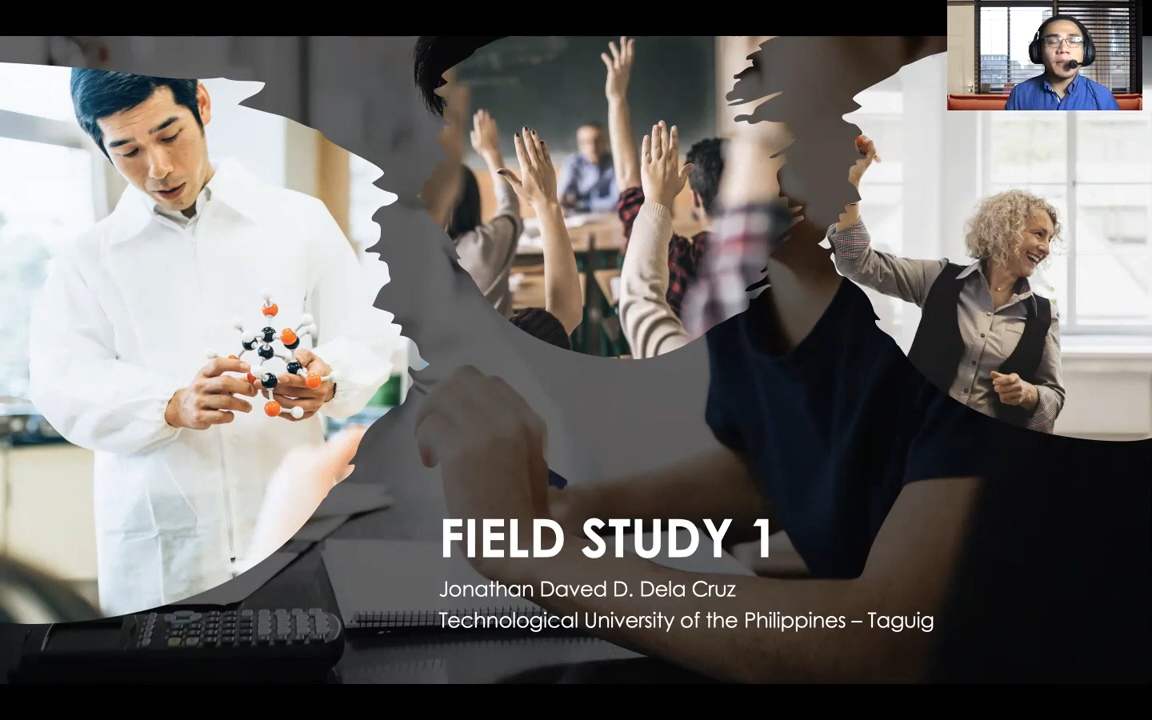 FIELD STUDY 1
Jonathan Daved D. Dela Cruz
Technological University of the Philippines – Taguig